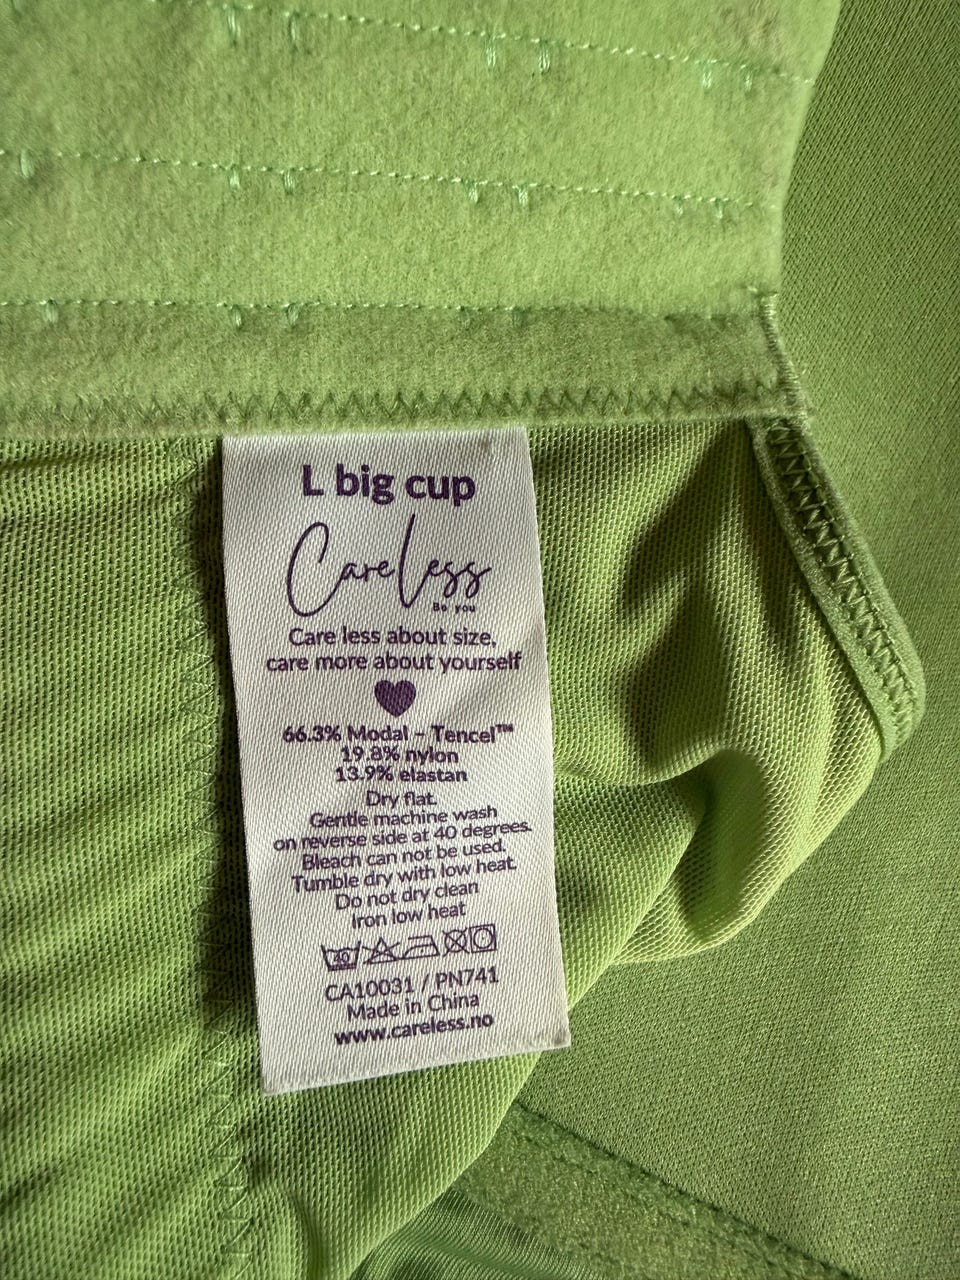 L big cup
Careless
Be you
Care less about size,
care more about yourself
66.3% Modal – Tencel™
19.8% nylon
13.9% elastan
Dry flat.
Gentle machine wash
on reverse side at 40 degrees.
Bleach can not be used.
Tumble dry with low heat.
Do not dry clean
Iron low heat
40
CA10031 / PN741
Made in China
www.careless.no